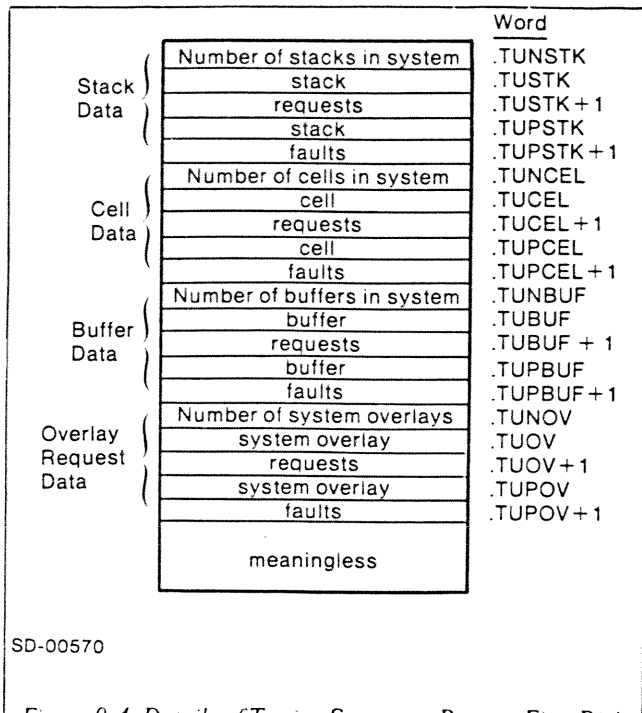 Word
Number of stacks in system .TUNSTK
Stack Data
stack .TUSTK
requests .TUSTK+1
stack .TUPSTK
faults .TUPSTK+1
Number of cells in system .TUNCEL
Cell Data
cell .TUCEL
requests .TUCEL+1
cell .TUPCEL
faults .TUPCEL+1
Number of buffers in system .TUNBUF
Buffer Data
buffer .TUBUF
requests .TUBUF + 1
buffer .TUPBUF
faults .TUPBUF+1
Number of system overlays .TUNOV
Overlay Request Data
system overlay .TUOV
requests .TUOV+1
system overlay .TUPOV
faults .TUPOV+1
meaningless
SD-00570